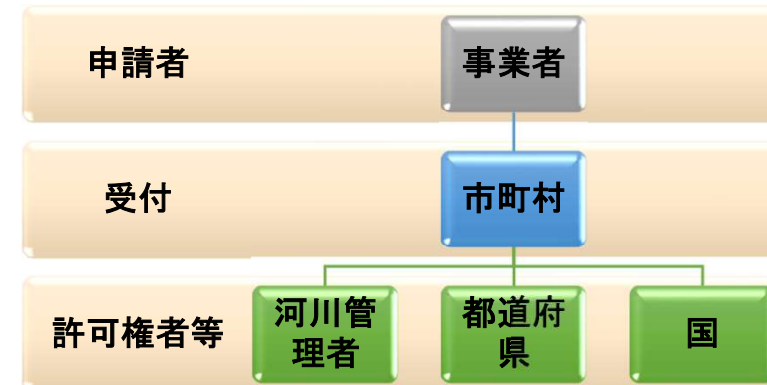 申請者
事業者
受付
市町村
許可権者等
河川管
理者
都道府
県
国